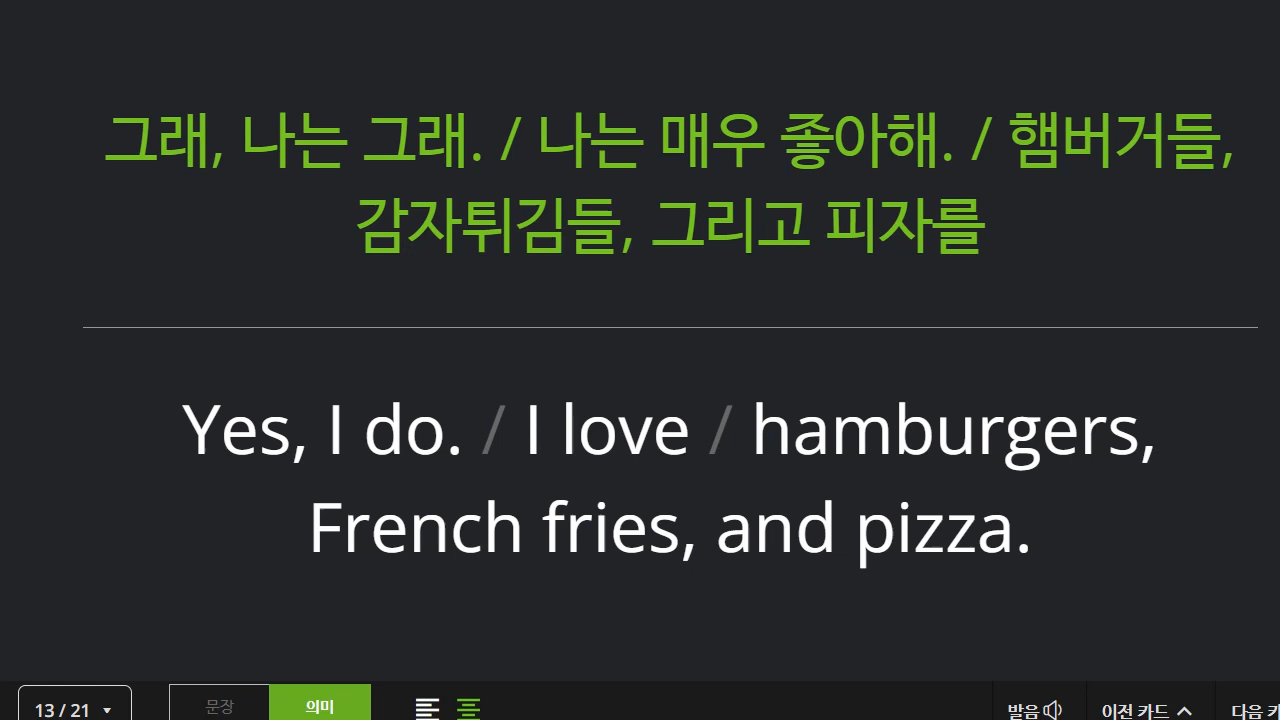 그래, 나는 그래. / 나는 매우 좋아해. / 햄버거들,
감자튀김들, 그리고 피자를
Yes, I do. / I love / hamburgers,
French fries, and pizza.
13 / 21
문장
의미
발음
이전 카드
다음